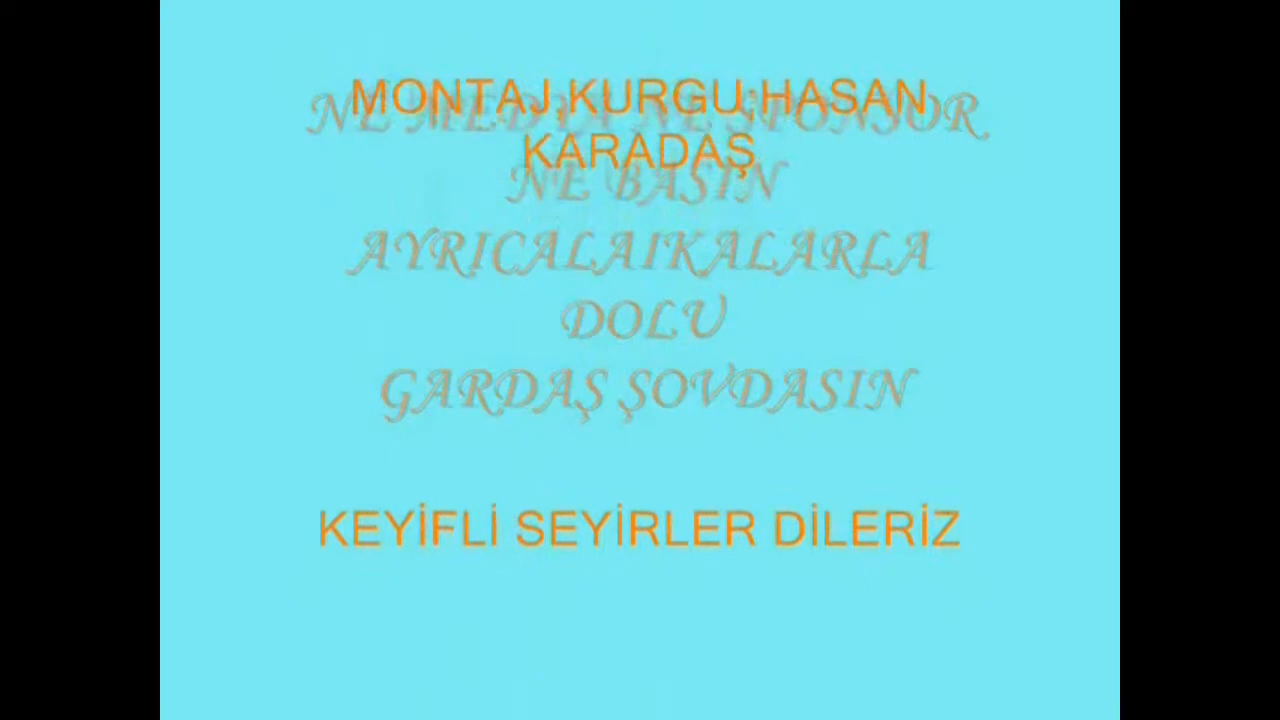 MONTAJ,KURGU;HASAN
KARADAŞ
NE MEDYA NE SPONSOR
NE BASIN
AYRICALAIKALARLA
DOLU
GARDAŞ ŞOVDASIN
KEYİFLİ SEYİRLER DİLERİZ